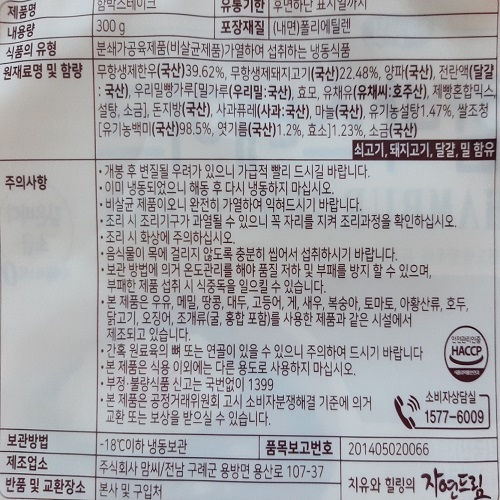 제품명 함박스테이크 유통기한 후면하단 표시일까지
내용량 300 g 포장재질 (내면)폴리에틸렌
식품의 유형 분쇄가공육제품(비살균제품)가열하여 섭취하는 냉동식품
원재료명 및 함량 무항생제한우(국산)39.62%, 무항생제돼지고기(국산)22.48%, 양파(국산), 전란액(달걀
:국산), 우리밀빵가루[밀가루(우리밀:국산), 효모, 유채유(유채씨:호주산), 제빵혼합믹스,
설탕, 소금], 돈지방(국산), 사과퓨레(사과:국산), 마늘(국산), 유기농설탕1.47%, 쌀조청
[유기농백미(국산)98.5%, 엿기름(국산)1.2%, 효소]1.23%, 소금(국산)
쇠고기, 돼지고기, 달걀, 밀 함유
주의사항
• 개봉 후 변질될 우려가 있으니 가급적 빨리 드시길 바랍니다.
• 이미 냉동되었으니 해동 후 다시 냉동하지 마십시오.
• 비살균 제품이오니 완전히 가열하여 익혀드시기 바랍니다.
• 조리 시 조리기구가 과열될 수 있으니 꼭 자리를 지켜 조리과정을 확인하십시오.
• 조리 시 화상에 주의하십시오.
• 음식물이 목에 걸리지 않도록 충분히 씹어서 섭취하시기 바랍니다.
• 보관 방법에 의거 온도관리를 해야 품질 저하 및 부패를 방지 할 수 있으며,
부패한 제품 섭취 시 식중독을 일으킬 수 있습니다.
• 본 제품은 우유, 메밀, 땅콩, 대두, 고등어, 게, 새우, 복숭아, 토마토, 아황산류, 호두,
닭고기, 오징어, 조개류(굴, 홍합 포함)를 사용한 제품과 같은 시설에서
제조되고 있습니다.
• 간혹 원료육의 뼈 또는 연골이 있을 수 있으니 주의하여 드시기 바랍니다
• 본 제품은 식용 이외에는 다른 용도로 사용하지 마십시오.
• 부정·불량식품 신고는 국번없이 1399
• 본 제품은 공정거래위원회 고시 소비자분쟁해결 기준에 의거
교환 또는 보상을 받으실 수 있습니다.
HACCP
소비자상담실
1577-6009
보관방법 -18℃이하 냉동보관 품목보고번호 201405020066
제조업소 주식회사 맘씨/전남 구례군 용방면 용산로 107-37
반품 및 교환장소 본사 및 구입처 치유와 힐링의 자연드림